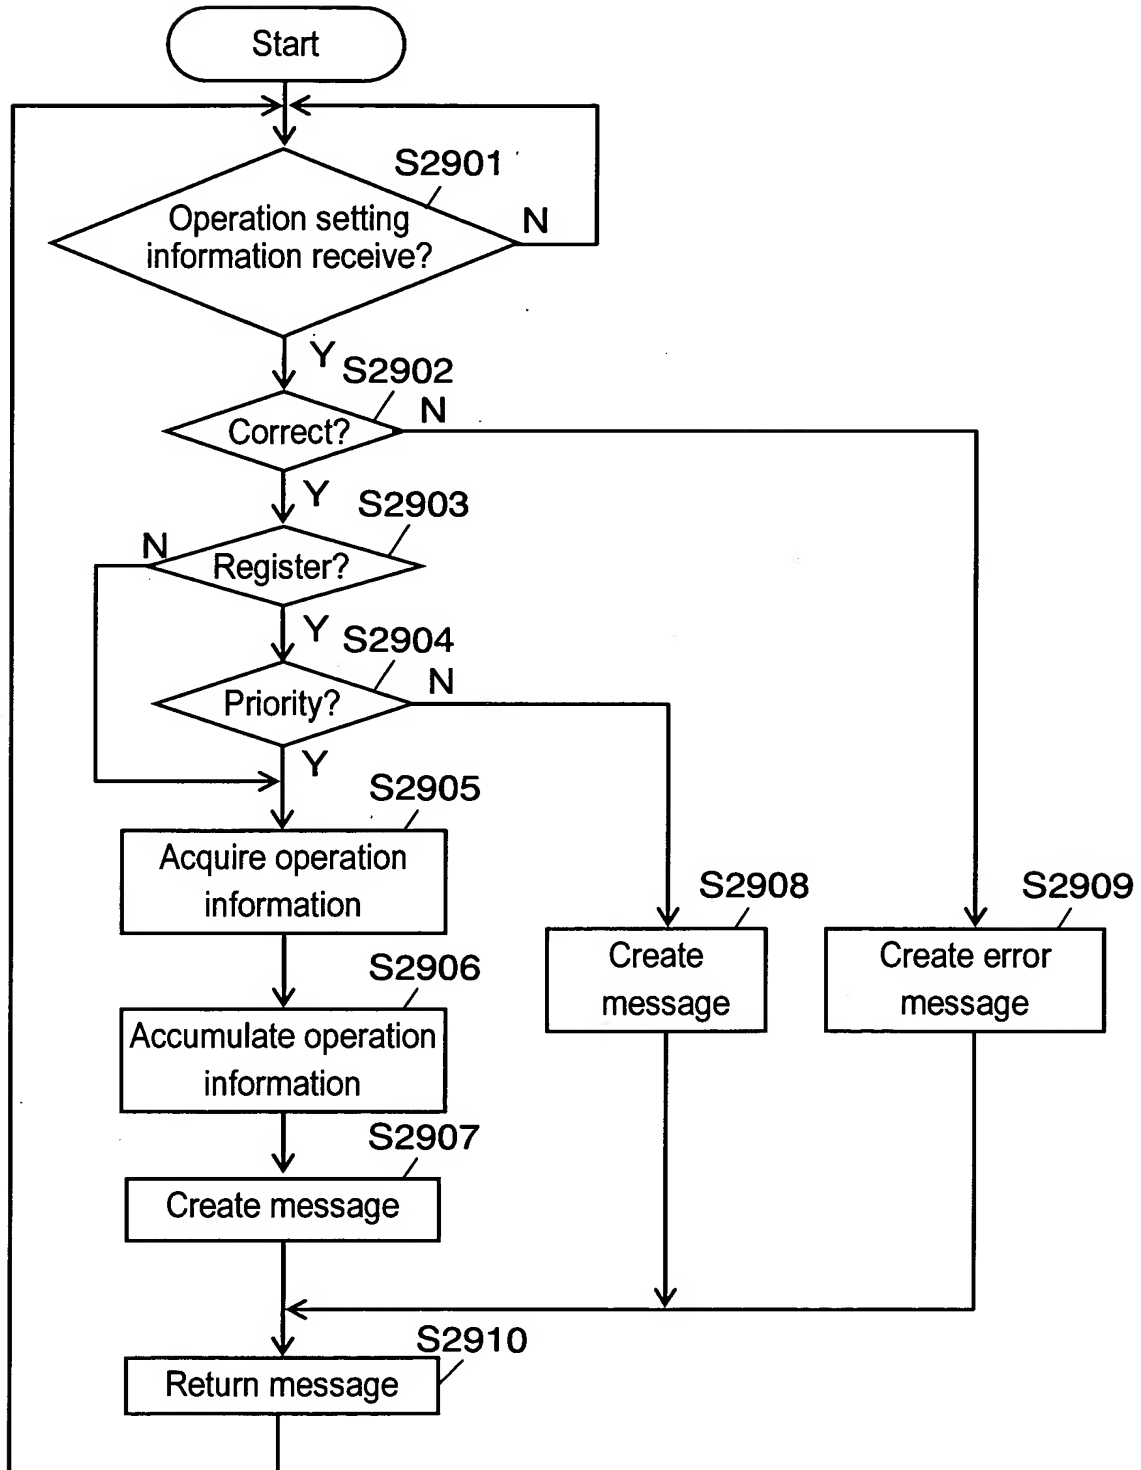 Start
S2901
Operation setting
information receive?
N
Y
S2902
N
Correct?
Y
S2903
N
Register?
Y
S2904
N
Priority?
Y
S2905
Acquire operation
information
S2908
S2909
Create
message
Create error
message
S2906
Accumulate operation
information
S2907
Create message
S2910
Return message